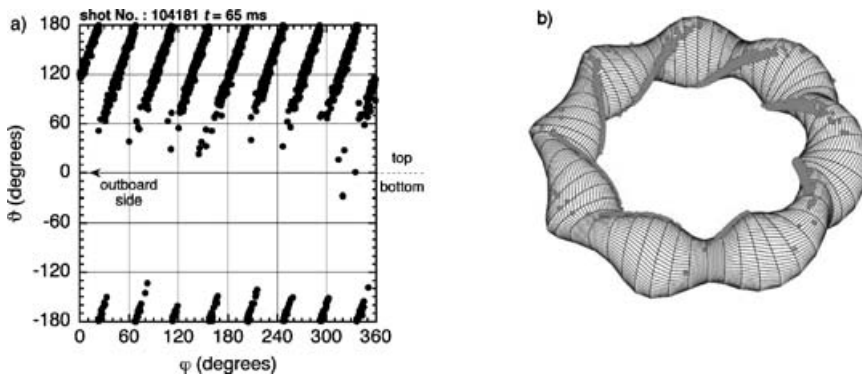 a)
shot No. : 104181 t = 65 ms
180
120
60
0
-60
-120
-180
ϑ (degrees)
outboard
side
top
bottom
0 60 120 180 240 300 360
φ (degrees)
b)